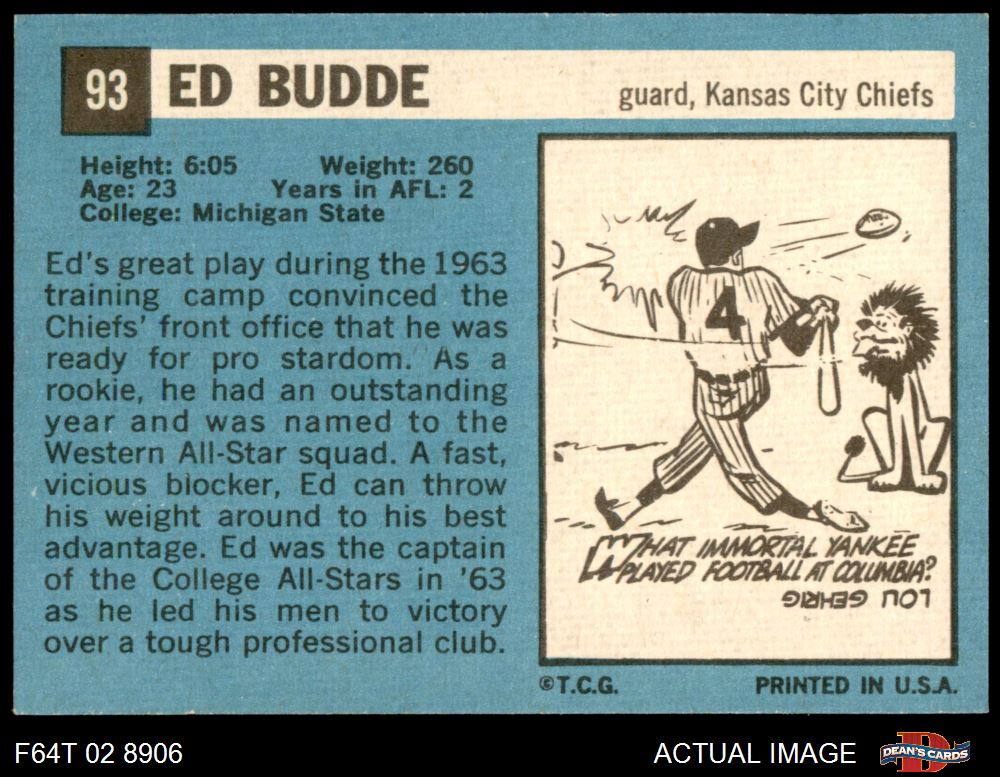 93 ED BUDDE
guard, Kansas City Chiefs
Height: 6:05 Weight: 260
Age: 23 Years in AFL: 2
College: Michigan State
Ed's great play during the 1963
training camp convinced the
Chiefs' front office that he was
ready for pro stardom. As a
rookie, he had an outstanding
year and was named to the
Western All-Star squad. A fast,
vicious blocker, Ed can throw
his weight around to his best
advantage. Ed was the captain
of the College All-Stars in '63
as he led his men to victory
over a tough professional club.
4
WHAT IMMORTAL YANKEE
PLAYED FOOTBALL AT COLUMBIA?
LOU GEHRIG
©T.C.G. PRINTED IN U.S.A.
F64T 02 8906 ACTUAL IMAGE
DEAN'S CARDS